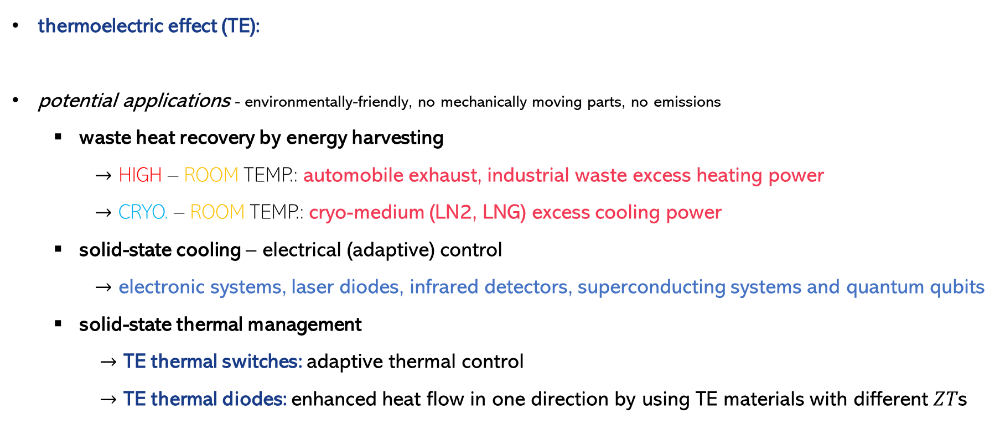 • thermoelectric effect (TE):
• potential applications - environmentally-friendly, no mechanically moving parts, no emissions
▪ waste heat recovery by energy harvesting
→ HIGH – ROOM TEMP.: automobile exhaust, industrial waste excess heating power
→ CRYO. – ROOM TEMP.: cryo-medium (LN2, LNG) excess cooling power
▪ solid-state cooling – electrical (adaptive) control
→ electronic systems, laser diodes, infrared detectors, superconducting systems and quantum qubits
▪ solid-state thermal management
→ TE thermal switches: adaptive thermal control
→ TE thermal diodes: enhanced heat flow in one direction by using TE materials with different ZTs